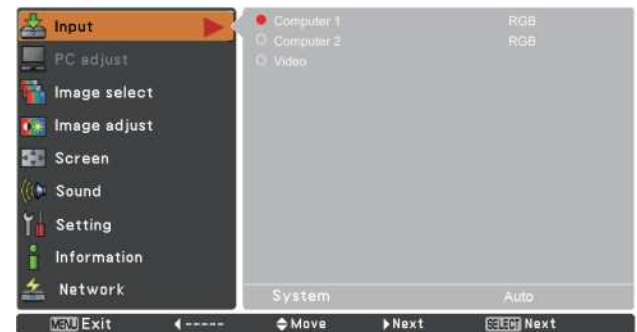 Input
PC adjust
Image select
Image adjust
Screen
Sound
Setting
Information
Network
Computer 1 RGB
Computer 2 RGB
Video
System Auto
MENU Exit ----- Move Next SELECT Next